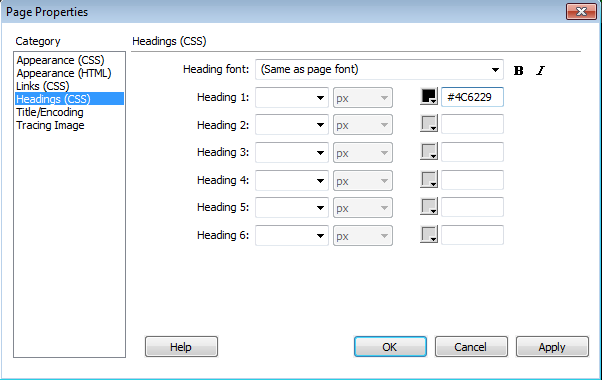 Page Properties
Category
Headings (CSS)
Appearance (CSS)
Appearance (HTML)
Links (CSS)
Headings (CSS)
Title/Encoding
Tracing Image
Heading font: (Same as page font) B I
Heading 1: px #4C6229
Heading 2: px
Heading 3: px
Heading 4: px
Heading 5: px
Heading 6: px
Help OK Cancel Apply